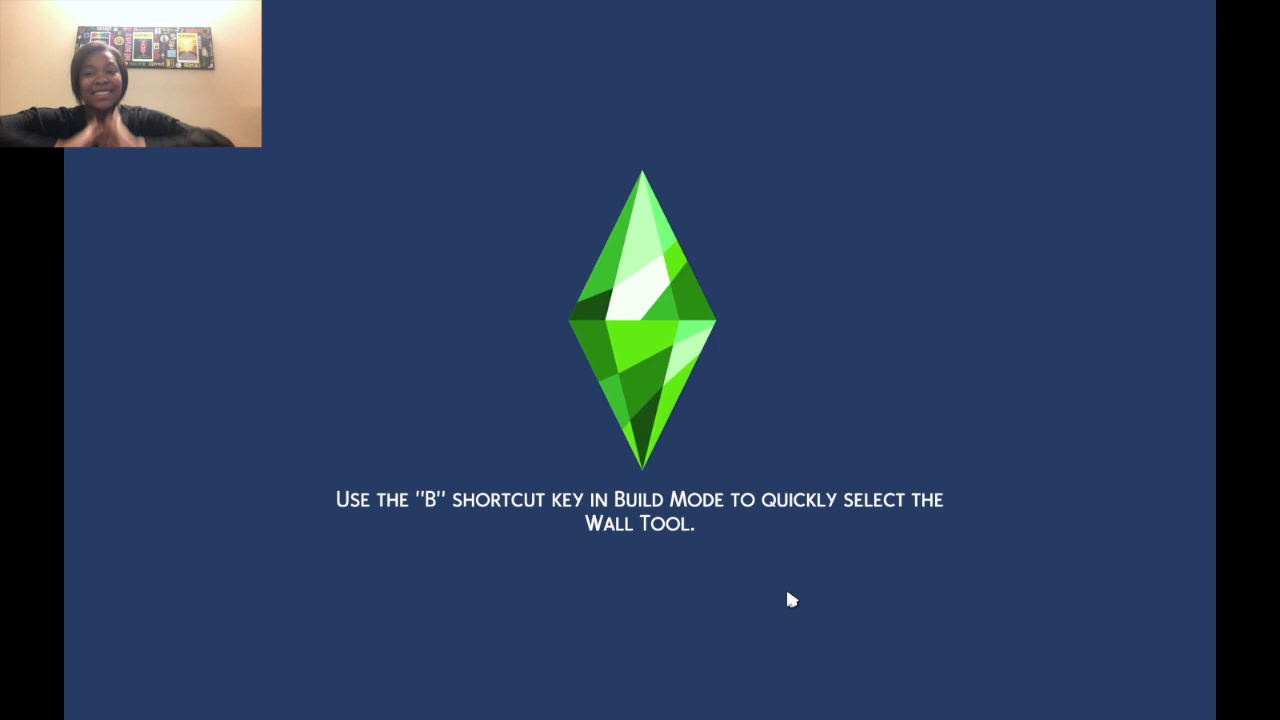 Use the "B" shortcut key in Build Mode to quickly select the
Wall Tool.